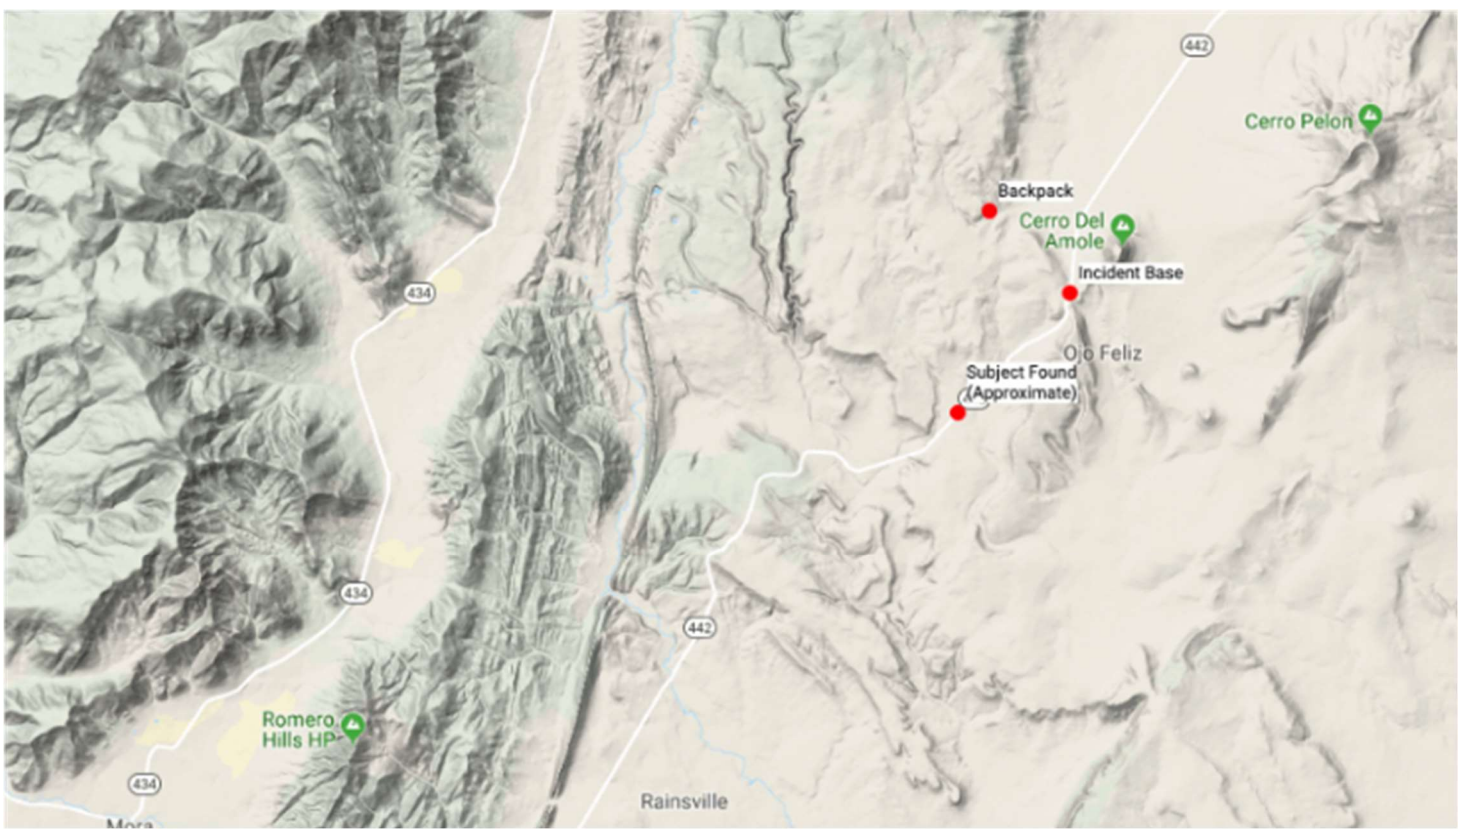 442
Cerro Pelon
Backpack
Cerro Del
Amole
Incident Base
434
Ojo Feliz
Subject Found
(Approximate)
434
442
Romero
Hills HP
434
Rainsville
Mora